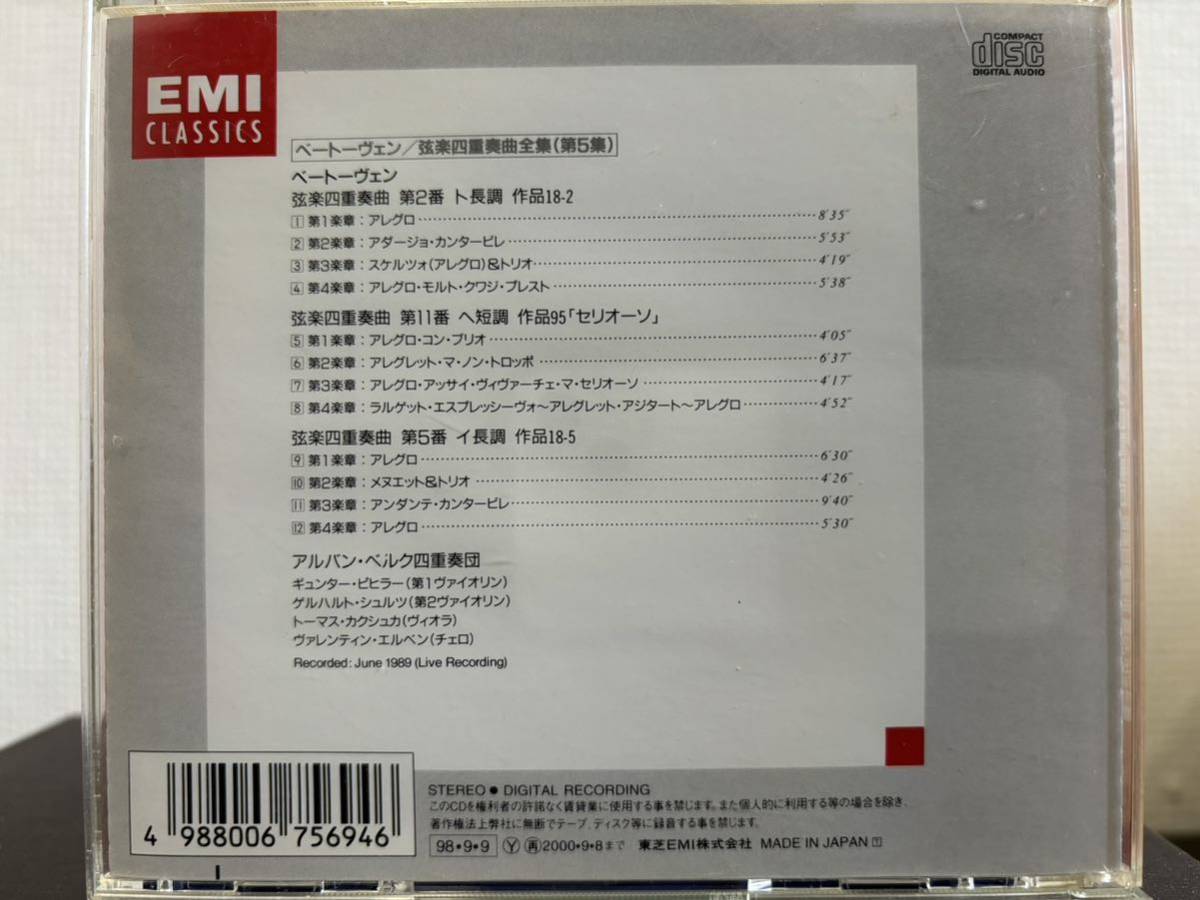 EMI
CLASSICS
COMPACT
disc
DIGITAL AUDIO
ベートーヴェン/弦楽四重奏曲全集(第5集)
ベートーヴェン
弦楽四重奏曲 第2番 ト長調 作品18-2
1 第1楽章:アレグロ 8'35"
2 第2楽章:アダージョ・カンタービレ 5'53"
3 第3楽章:スケルツォ(アレグロ)&トリオ 4'19"
4 第4楽章:アレグロ・モルト・クワジ・プレスト 5'38"
弦楽四重奏曲 第11番 ヘ短調 作品95「セリオーソ」
5 第1楽章:アレグロ・コン・ブリオ 4'05"
6 第2楽章:アレグレット・マ・ノン・トロッポ 6'37"
7 第3楽章:アレグロ・アッサイ・ヴィヴァーチェ・マ・セリオーソ 4'17"
8 第4楽章:ラルゲット・エスプレッシーヴォ〜アレグレット・アジタート〜アレグロ 4'52"
弦楽四重奏曲 第5番 イ長調 作品18-5
9 第1楽章:アレグロ 6'30"
10 第2楽章:メヌエット&トリオ 4'26"
11 第3楽章:アンダンテ・カンタービレ 9'40"
12 第4楽章:アレグロ 5'30"
アルバン・ベルク四重奏団
ギュンター・ピヒラー(第1ヴァイオリン)
ゲルハルト・シュルツ(第2ヴァイオリン)
トーマス・カクシュカ(ヴィオラ)
ヴァレンティン・エルベン(チェロ)
Recorded: June 1989 (Live Recording)
STEREO ● DIGITAL RECORDING
このCDを権利者の許諾なく賃貸業に使用する事を禁じます。また個人的に利用する等の場合を除き、
著作権法上弊社に無断でテープ、ディスク等に録音する事を禁じます。
98・9・9 Ⓨ 再 2000・9・8まで 東芝EMI株式会社 MADE IN JAPAN
4 988006 756946